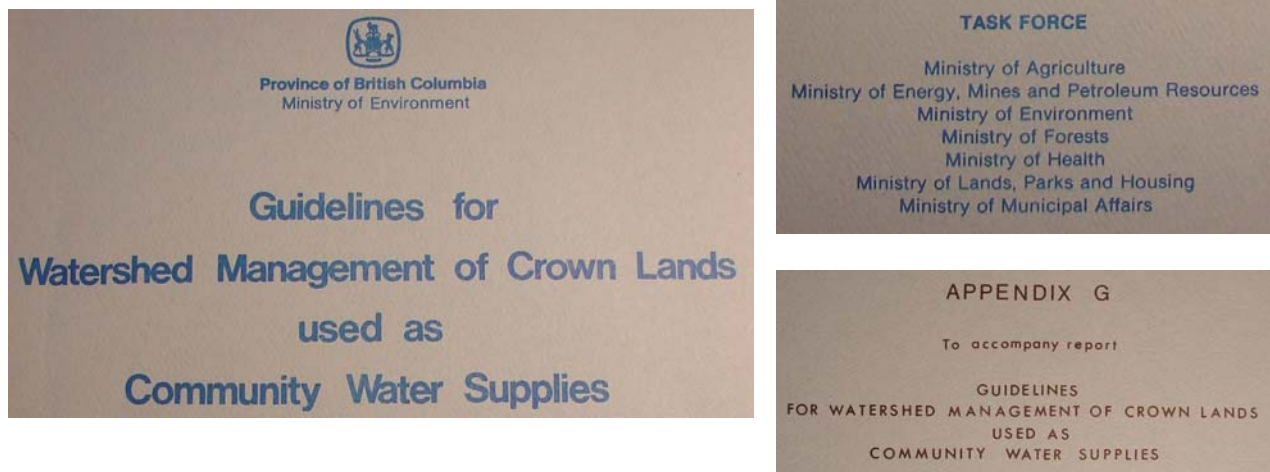 Province of British Columbia
Ministry of Environment
Guidelines for
Watershed Management of Crown Lands
used as
Community Water Supplies
TASK FORCE
Ministry of Agriculture
Ministry of Energy, Mines and Petroleum Resources
Ministry of Environment
Ministry of Forests
Ministry of Health
Ministry of Lands, Parks and Housing
Ministry of Municipal Affairs
APPENDIX G
To accompany report
GUIDELINES
FOR WATERSHED MANAGEMENT OF CROWN LANDS
USED AS
COMMUNITY WATER SUPPLIES